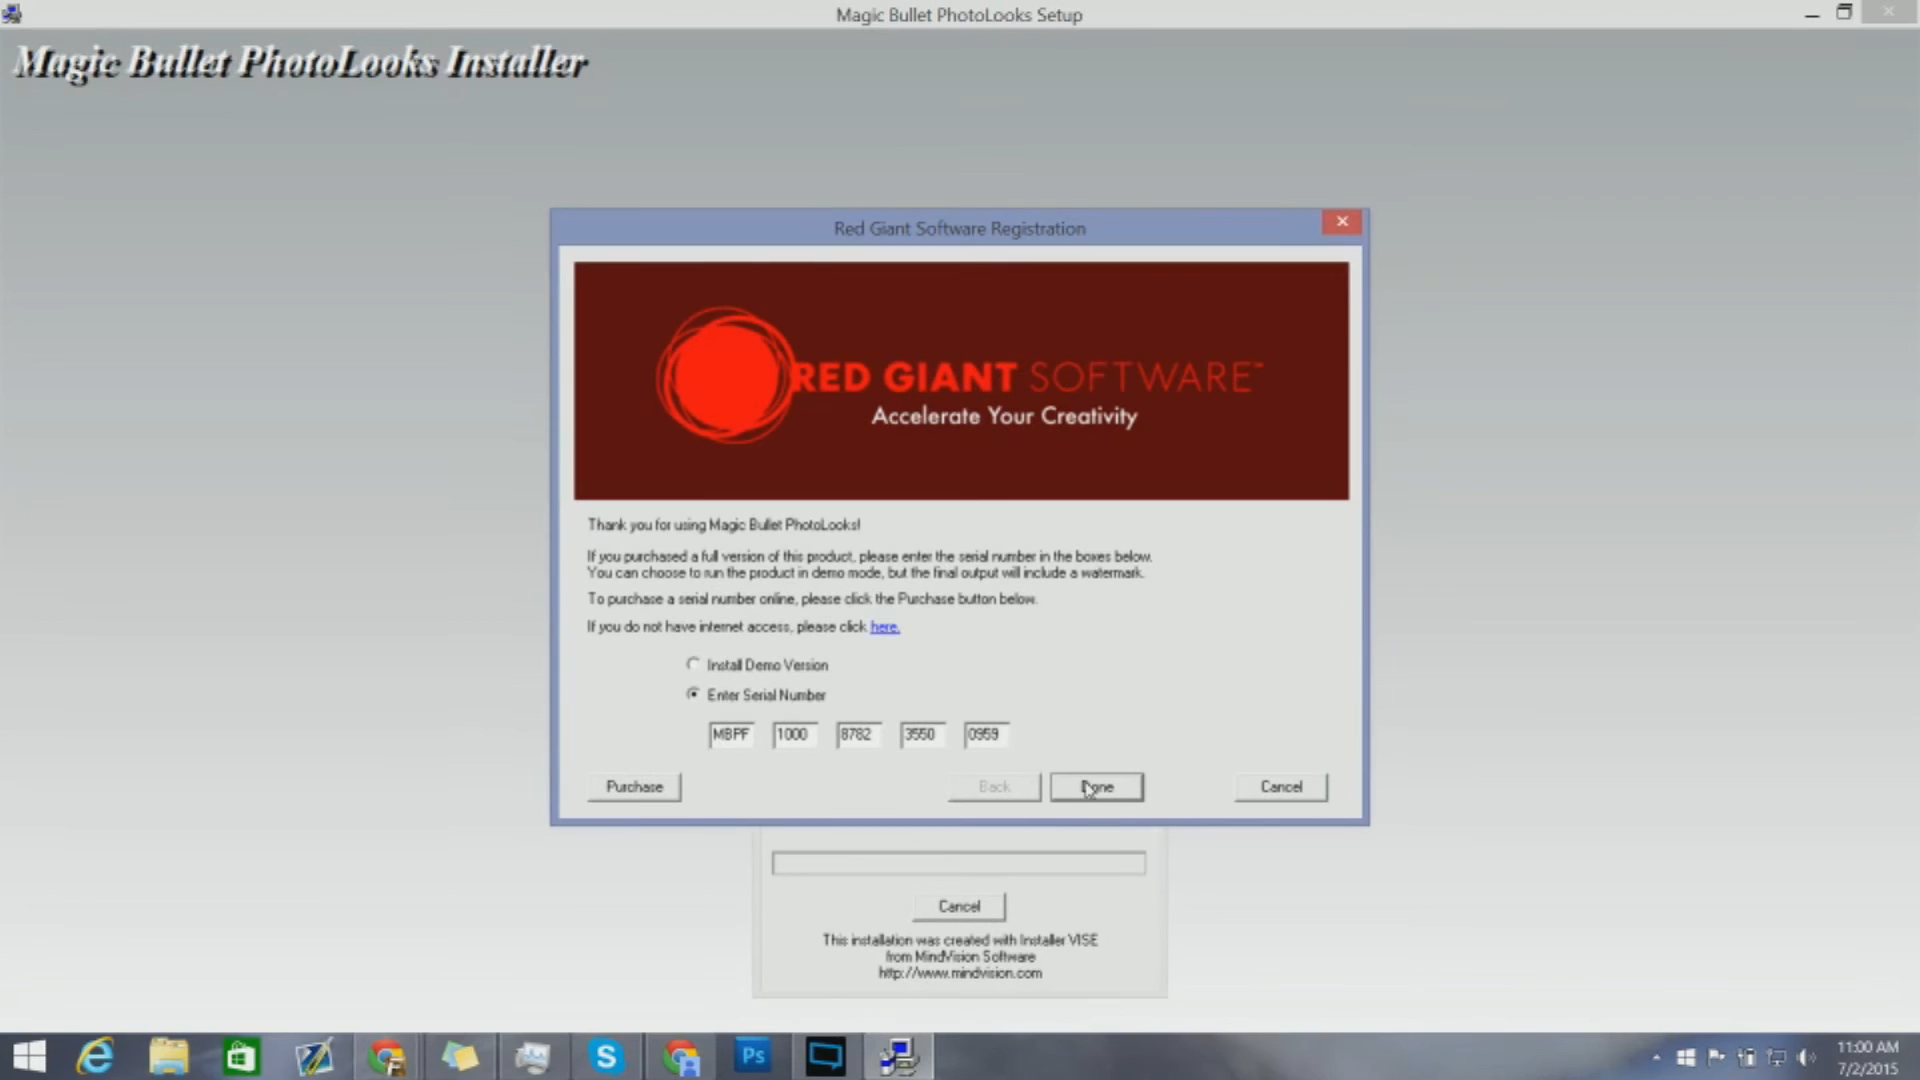 Magic Bullet PhotoLooks Setup
Magic Bullet PhotoLooks Installer
Red Giant Software Registration
RED GIANT SOFTWARE™
Accelerate Your Creativity
Thank you for using Magic Bullet PhotoLooks!
If you purchased a full version of this product, please enter the serial number in the boxes below.
You can choose to run the product in demo mode, but the final output will include a watermark.
To purchase a serial number online, please click the Purchase button below.
If you do not have internet access, please click here.
Install Demo Version
Enter Serial Number
MBPF 1000 8782 3550 0959
Purchase Back Done Cancel
Cancel
This installation was created with Installer VISE
from MindVision Software
http://www.mindvision.com
Ps
11:00 AM
7/2/2015